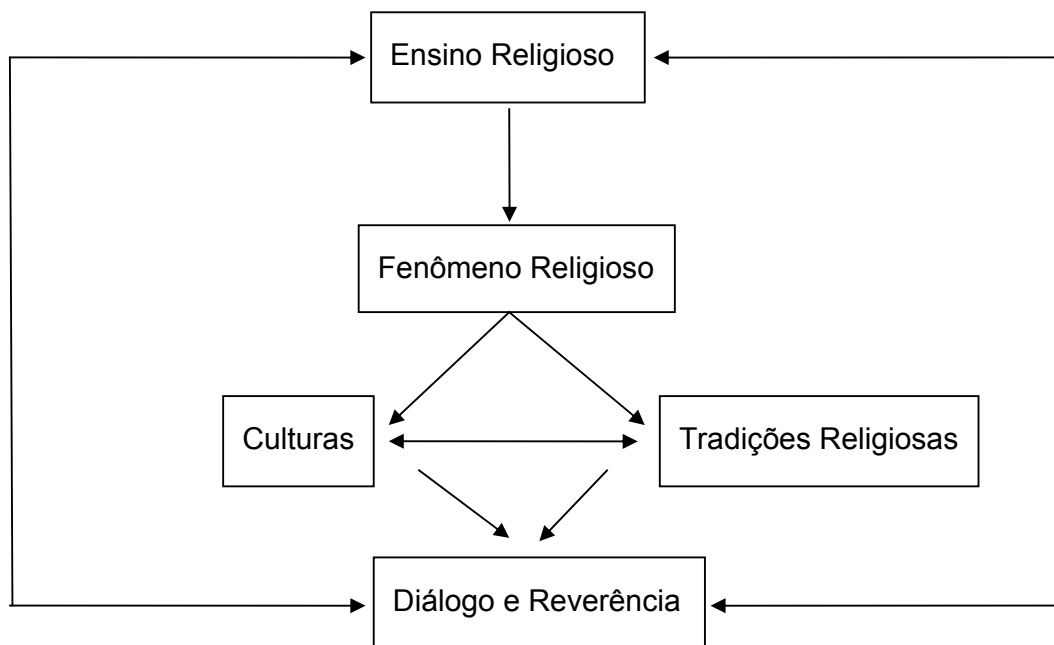 Ensino Religioso
Fenômeno Religioso
Culturas
Tradições Religiosas
Diálogo e Reverência